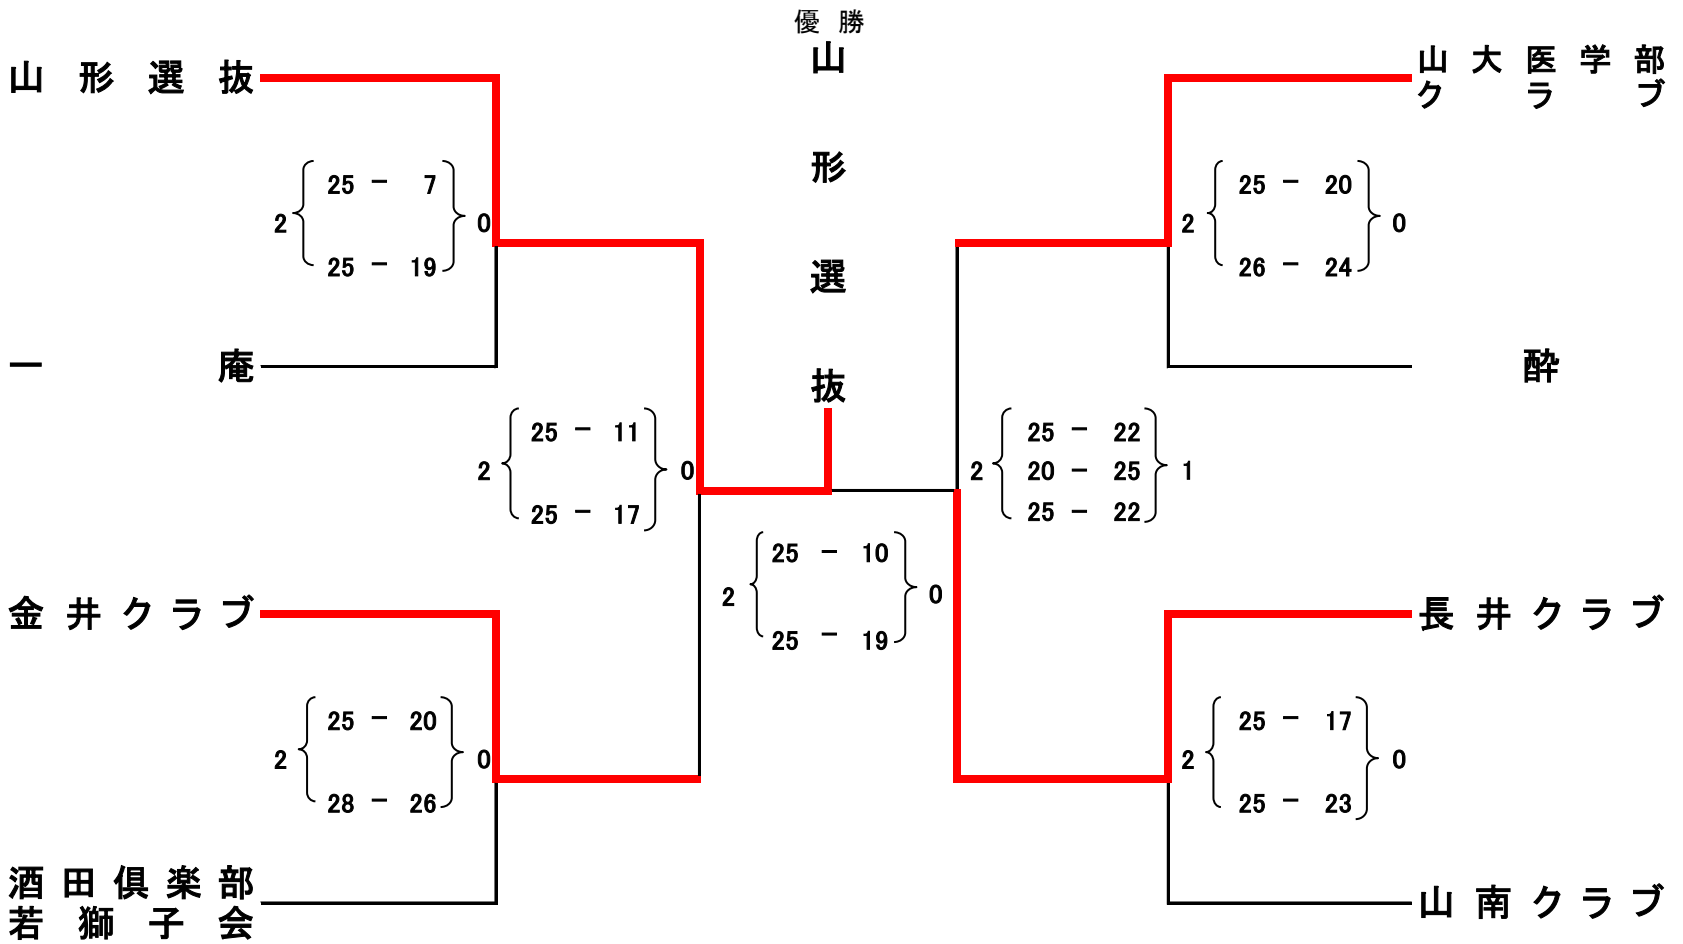 優勝
山形選抜
山形選抜
2 25 － 7 0
25 － 19
一庵
2 25 － 11 0
25 － 17
金井クラブ
2 25 － 20 0
28 － 26
酒田倶楽部
若獅子会
2 25 － 10 0
25 － 19
山大医学部
クラブ
2 25 － 20 0
26 － 24
酔
25 － 22
2 20 － 25 1
25 － 22
長井クラブ
2 25 － 17 0
25 － 23
山南クラブ